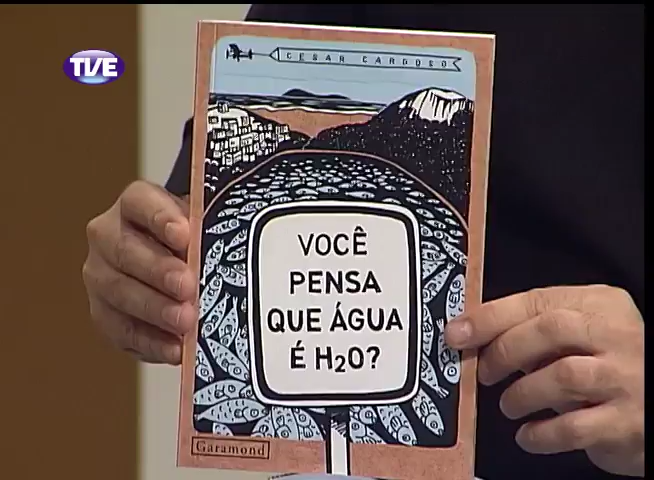 TVE
CESAR CARDOSO
VOCÊ
PENSA
QUE ÁGUA
É H2O?
Garamond